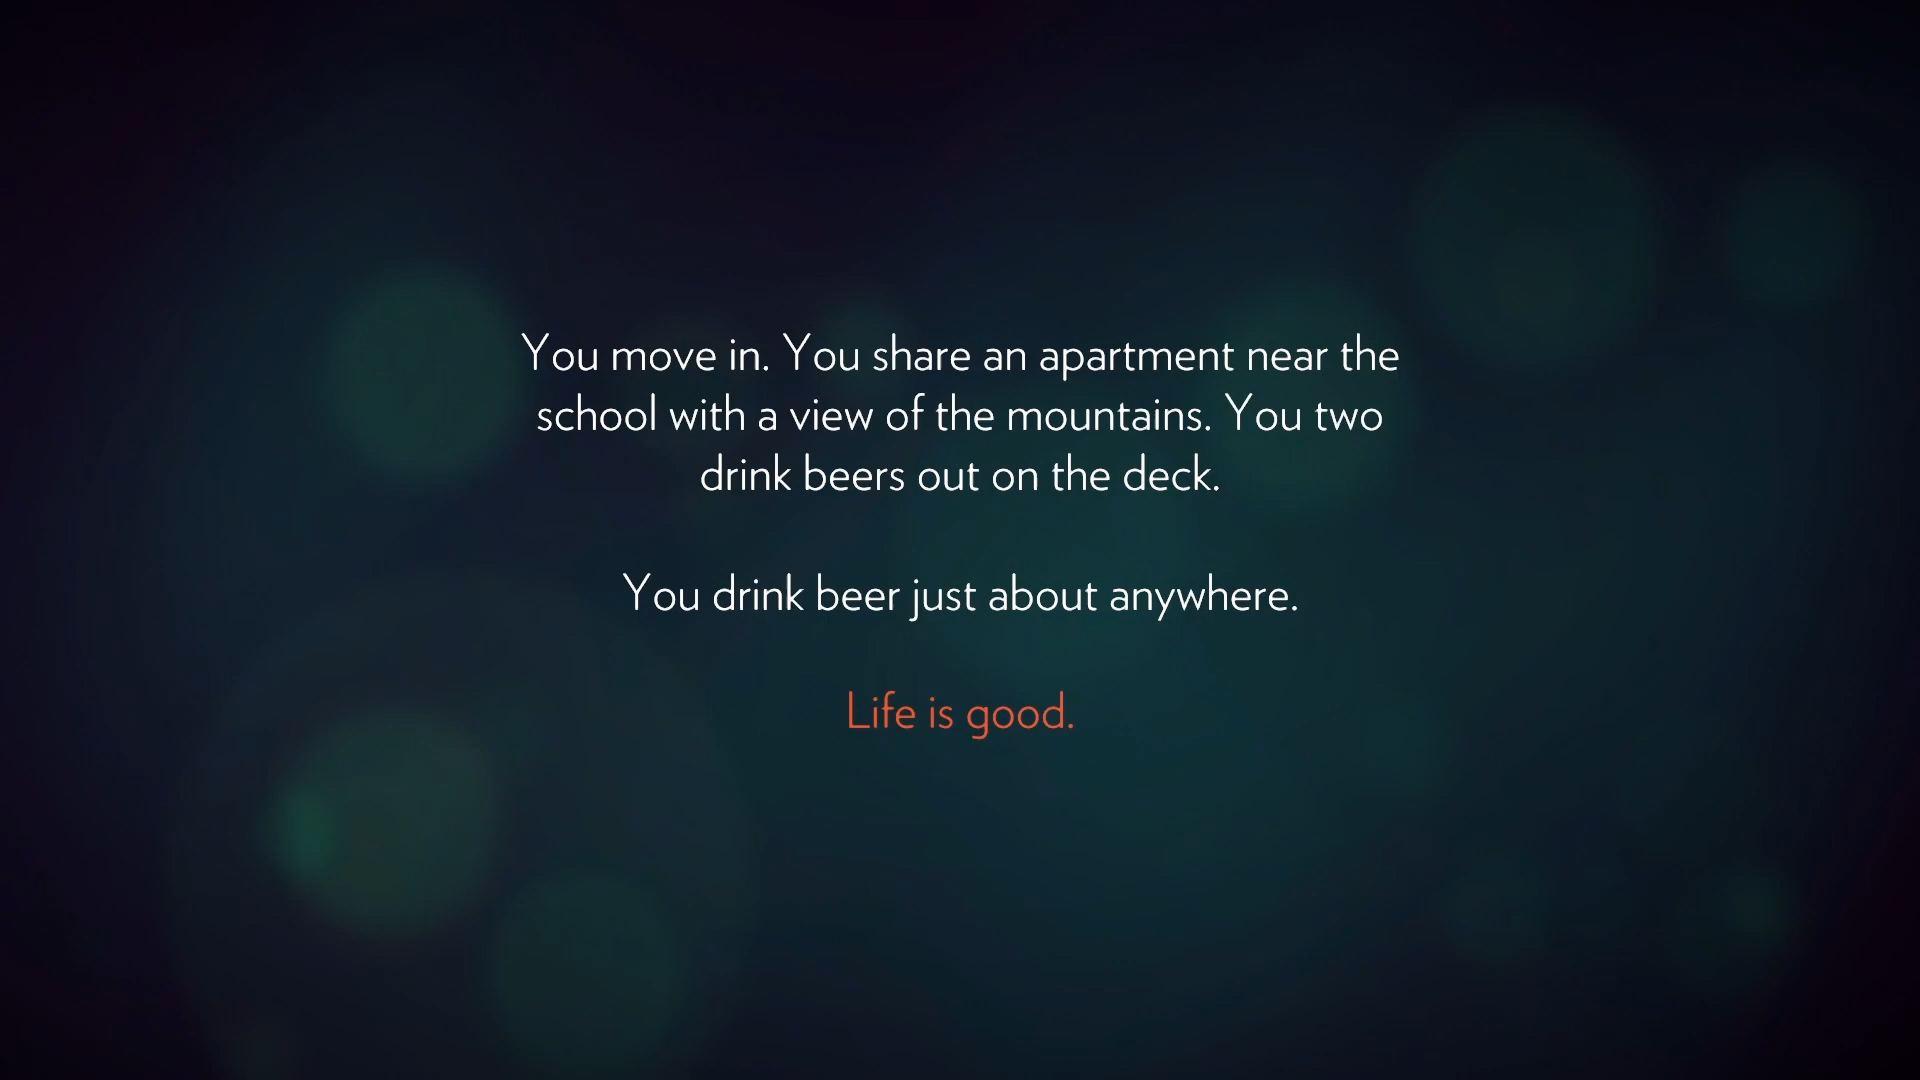 You move in. You share an apartment near the
school with a view of the mountains. You two
drink beers out on the deck.
You drink beer just about anywhere.
Life is good.